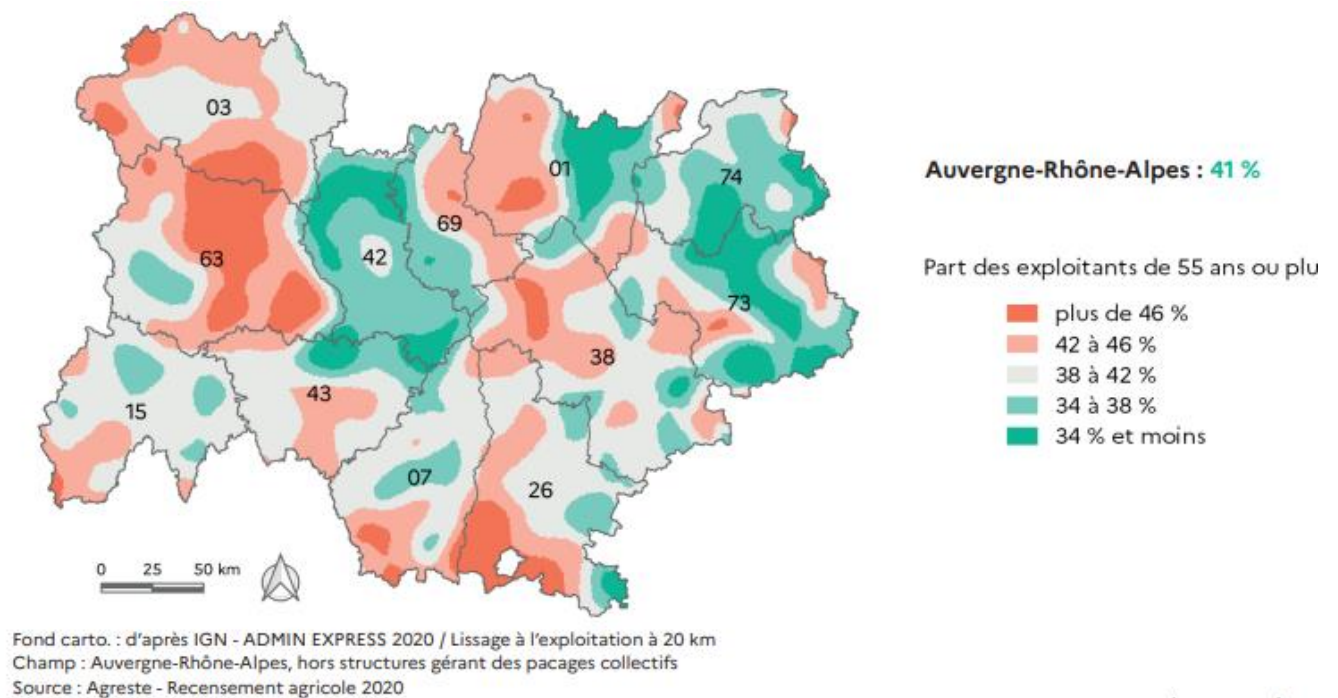 03
01
74
69
42
63
73
38
43
15
07
26
Auvergne-Rhône-Alpes : 41 %
Part des exploitants de 55 ans ou plu
plus de 46 %
42 à 46 %
38 à 42 %
34 à 38 %
34 % et moins
0 25 50 km
Fond carto. : d'après IGN - ADMIN EXPRESS 2020 / Lissage à l'exploitation à 20 km
Champ : Auvergne-Rhône-Alpes, hors structures gérant des pacages collectifs
Source : Agreste - Recensement agricole 2020